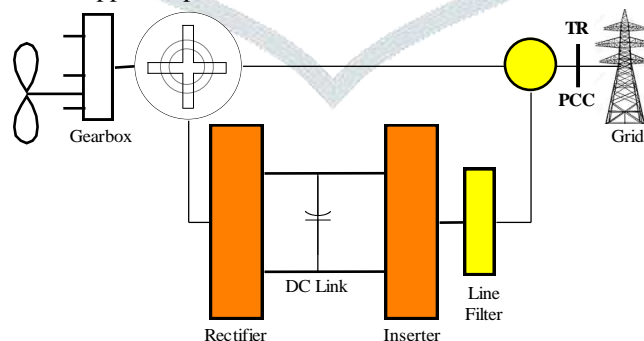 TR
PCC
Gearbox
Grid
DC Link
Line
Filter
Rectifier
Inserter